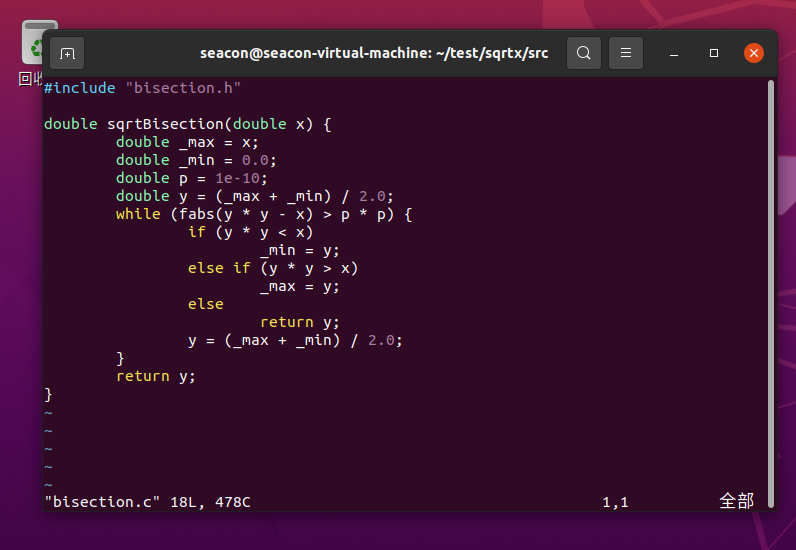 seacon@seacon-virtual-machine: ~/test/sqrtx/src
#include "bisection.h"

double sqrtBisection(double x) {
        double _max = x;
        double _min = 0.0;
        double p = 1e-10;
        double y = (_max + _min) / 2.0;
        while (fabs(y * y - x) > p * p) {
                if (y * y < x)
                        _min = y;
                else if (y * y > x)
                        _max = y;
                else
                        return y;
                y = (_max + _min) / 2.0;
        }
        return y;
}
~
~
~
~
~
"bisection.c" 18L, 478C 1,1 全部
回收